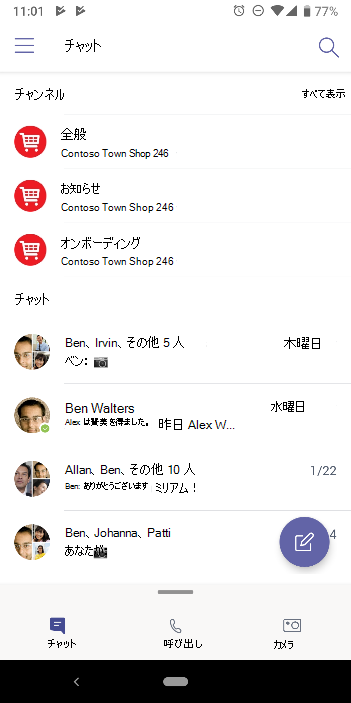 11:01 77%
チャット
チャンネル すべて表示
全般
Contoso Town Shop 246
お知らせ
Contoso Town Shop 246
オンボーディング
Contoso Town Shop 246
チャット
Ben、Irvin、その他 5 人 木曜日
ベン：
Ben Walters 水曜日
Alex は賛美を得ました。 昨日 Alex W...
Allan、Ben、その他 10 人 1/22
Ben: ありがとうございます ミリアム！
Ben、Johanna、Patti 4
あなた
チャット 呼び出し カメラ